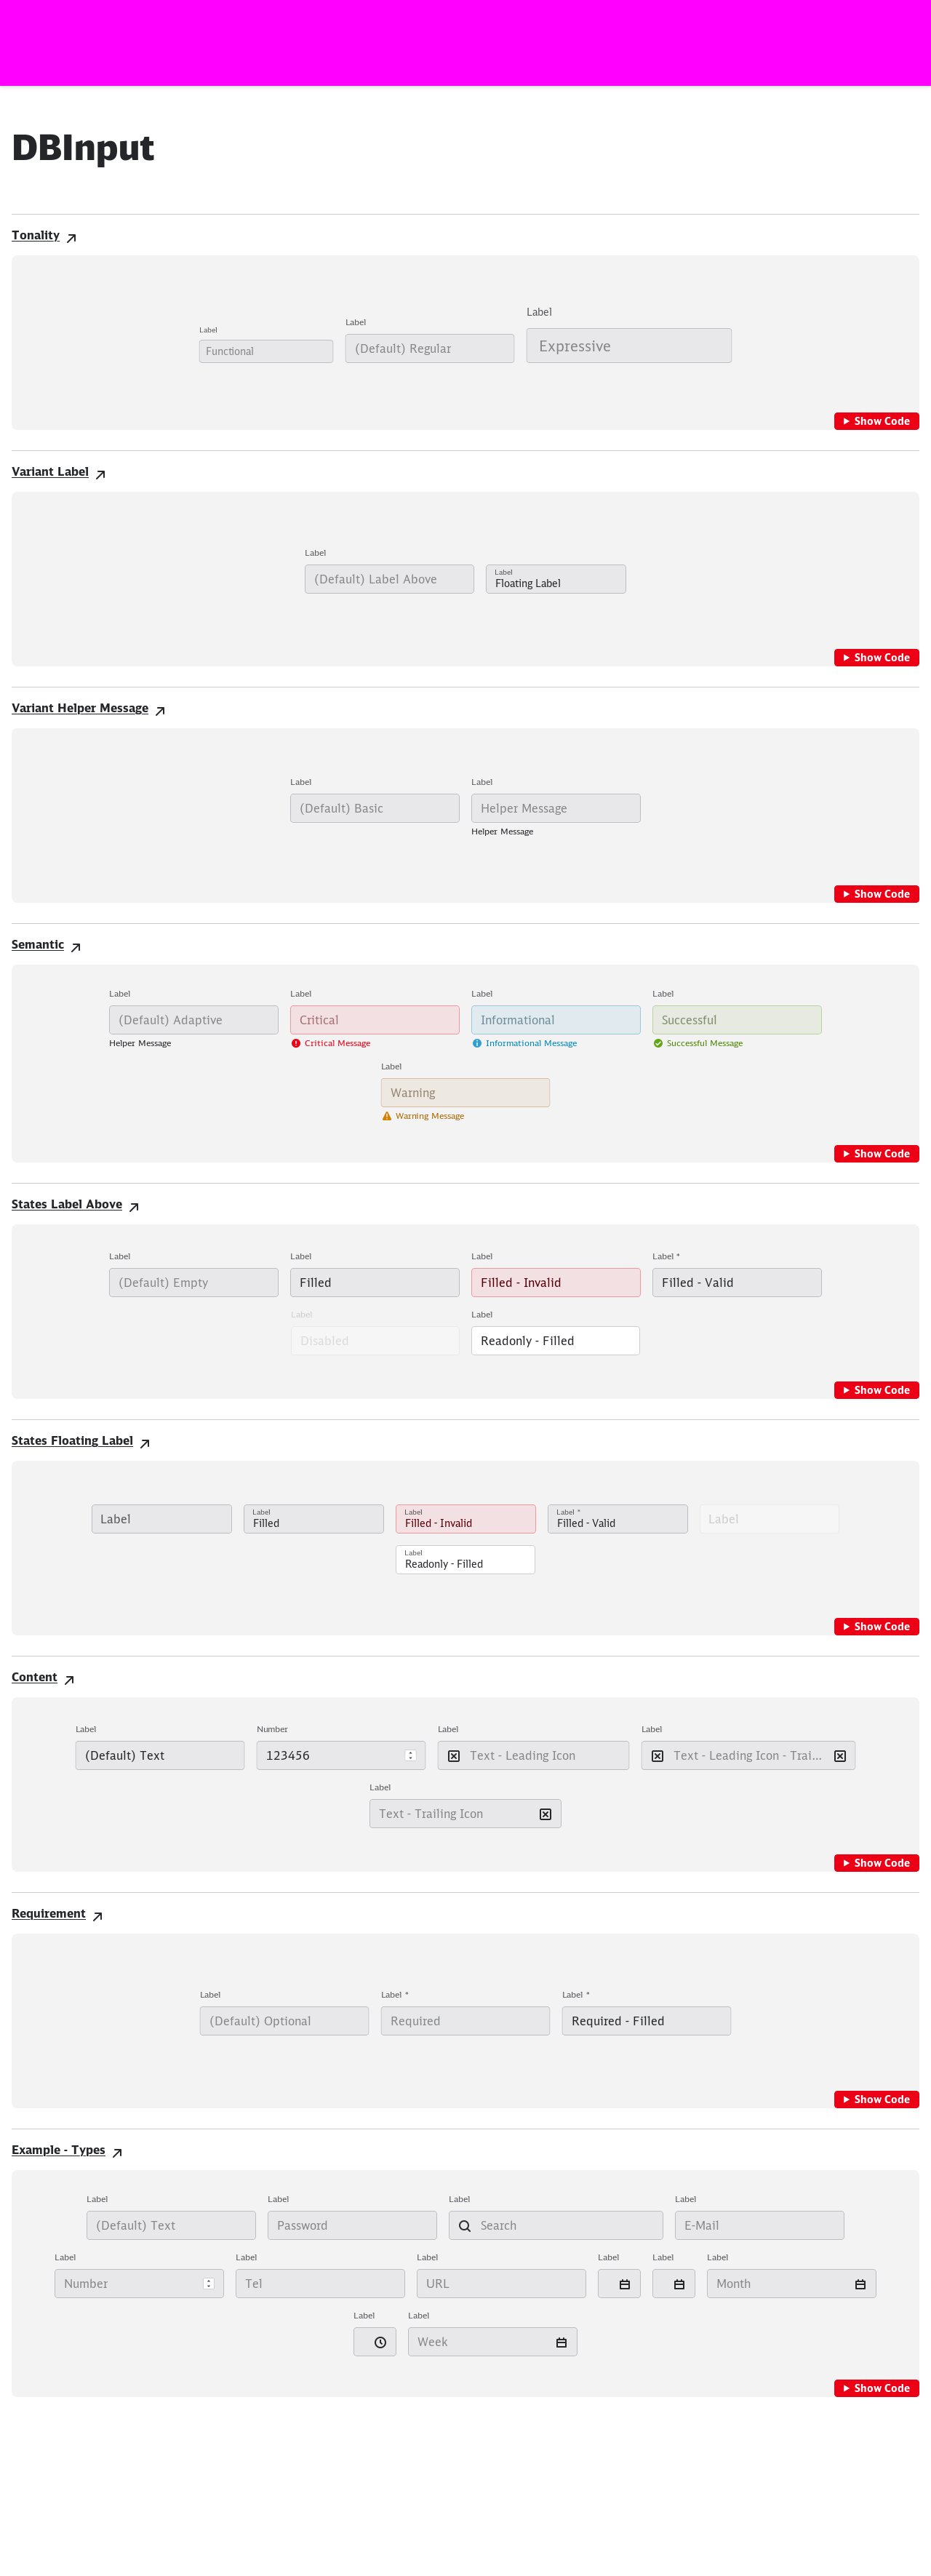 DBInput
Tonality
Label
Label
Label
Functional
(Default) Regular
Expressive
Show Code
Variant Label
Label
(Default) Label Above
Label
Floating Label
Show Code
Variant Helper Message
Label
Label
(Default) Basic
Helper Message
Helper Message
Show Code
Semantic
Label
Label
Label
Label
(Default) Adaptive
Critical
Informational
Successful
Helper Message
Critical Message
Informational Message
Successful Message
Label
Warning
Warning Message
Show Code
States Label Above
Label
Label
Label
Label *
(Default) Empty
Filled
Filled - Invalid
Filled - Valid
Label
Label
Disabled
Readonly - Filled
Show Code
States Floating Label
Label
Label
Filled
Label
Filled - Invalid
Label *
Filled - Valid
Label
Label
Readonly - Filled
Show Code
Content
Label
Number
Label
Label
(Default) Text
123456
Text - Leading Icon
Text - Leading Icon - Trai...
Label
Text - Trailing Icon
Show Code
Requirement
Label
Label *
Label *
(Default) Optional
Required
Required - Filled
Show Code
Example - Types
Label
Label
Label
Label
(Default) Text
Password
Search
E-Mail
Label
Label
Label
Label
Label
Label
Number
Tel
URL
Month
Label
Label
Week
Show Code